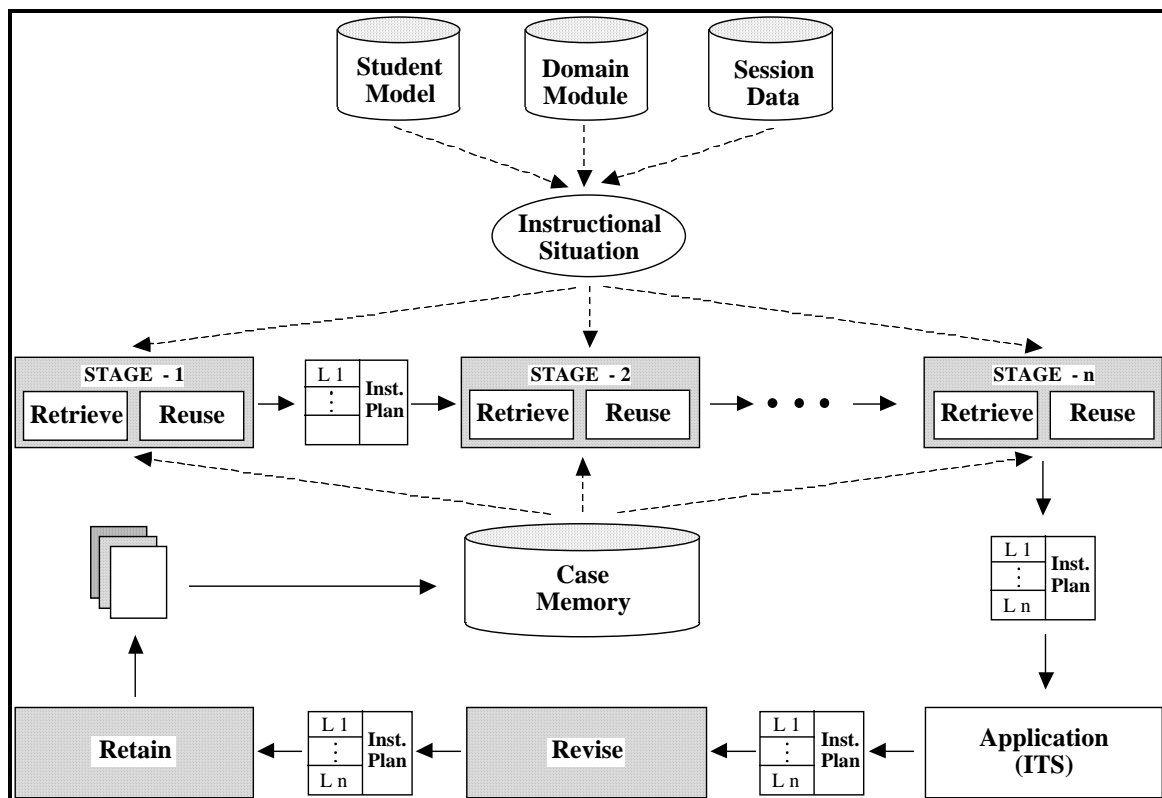 Student
Model
Domain
Module
Session
Data
Instructional
Situation
STAGE - 1
Retrieve
Reuse
L 1
Inst.
Plan
STAGE - 2
Retrieve
Reuse
STAGE - n
Retrieve
Reuse
Case
Memory
L 1
L n
Inst.
Plan
Retain
L 1
L n
Inst.
Plan
Revise
L 1
L n
Inst.
Plan
Application
(ITS)